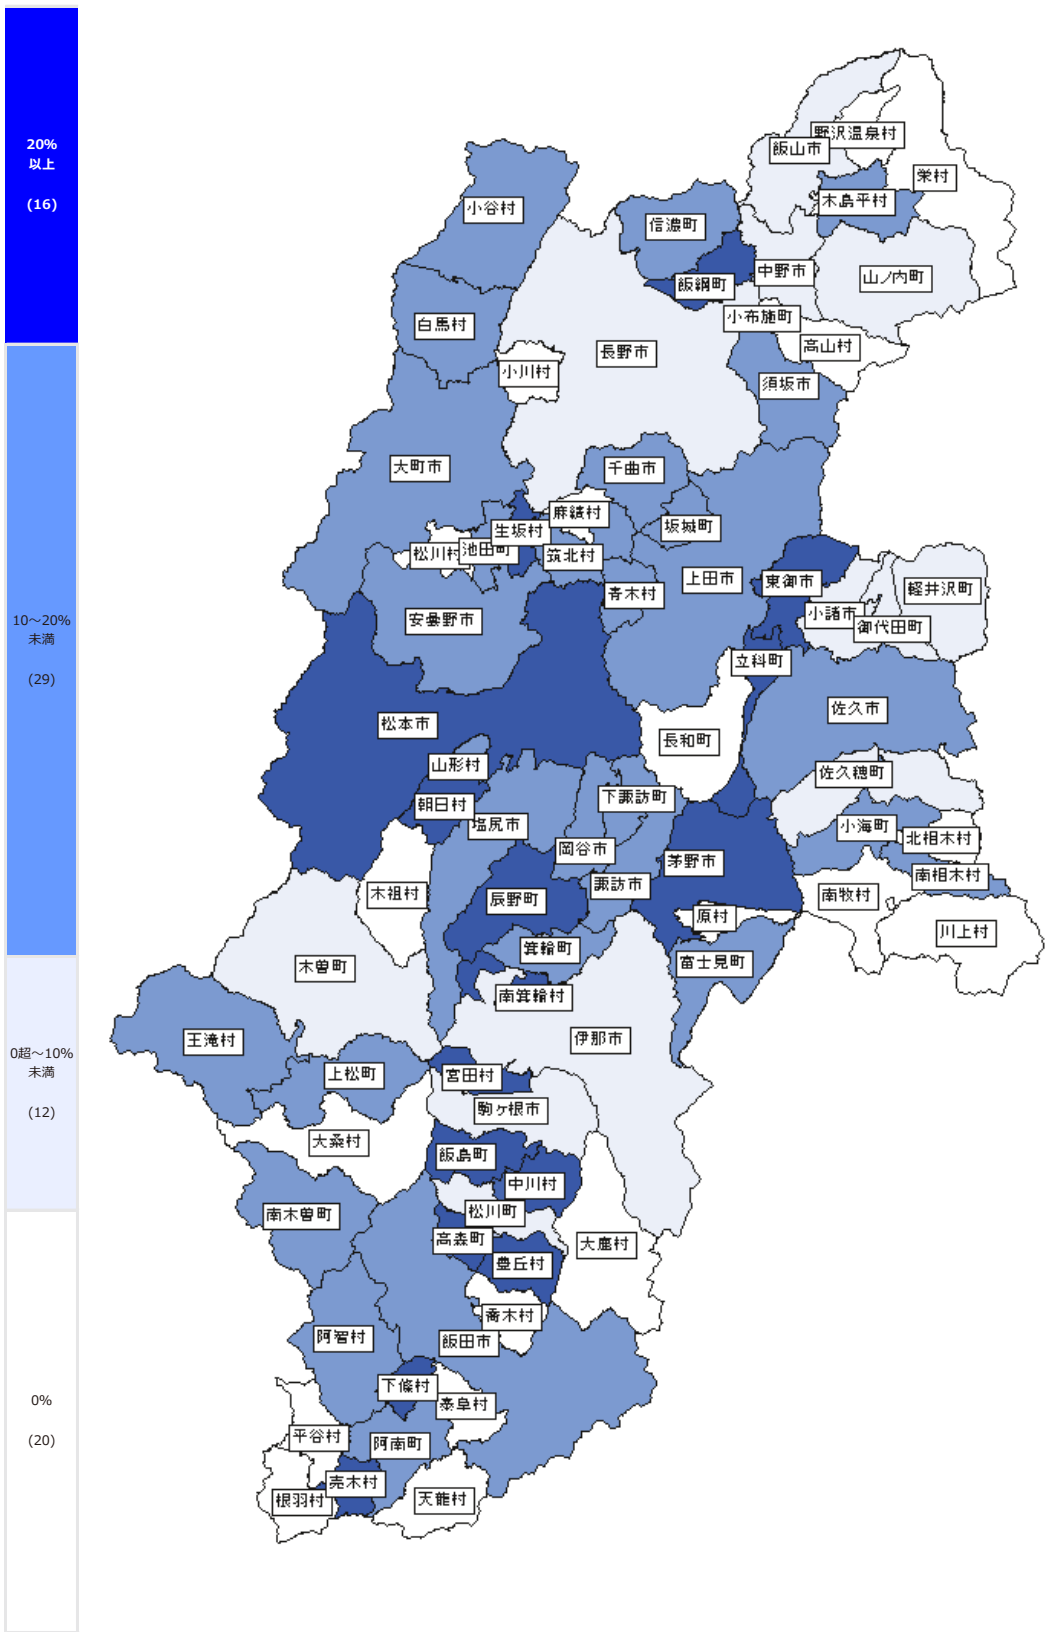 20%
以上
(16)
10～20%
未満
(29)
0超～10%
未満
(12)
0%
(20)
野沢温泉村
飯山市
栄村
木島平村
小谷村
信濃町
中野市
山ノ内町
飯綱町
小布施町
白馬村
高山村
長野市
小川村
須坂市
大町市
千曲市
麻績村
坂城町
生坂村
松川村
池田町
筑北村
上田市
東御市
軽井沢町
青木村
安曇野市
小諸市
御代田町
立科町
佐久市
松本市
長和町
山形村
佐久穂町
下諏訪町
朝日村
塩尻市
小海町
北相木村
岡谷市
茅野市
南相木村
諏訪市
木祖村
辰野町
南牧村
原村
川上村
箕輪町
富士見町
木曽町
南箕輪村
王滝村
伊那市
上松町
宮田村
駒ヶ根市
大桑村
飯島町
中川村
松川町
南木曽町
高森町
大鹿村
豊丘村
喬木村
阿智村
飯田市
下條村
泰阜村
平谷村
阿南町
売木村
根羽村
天龍村